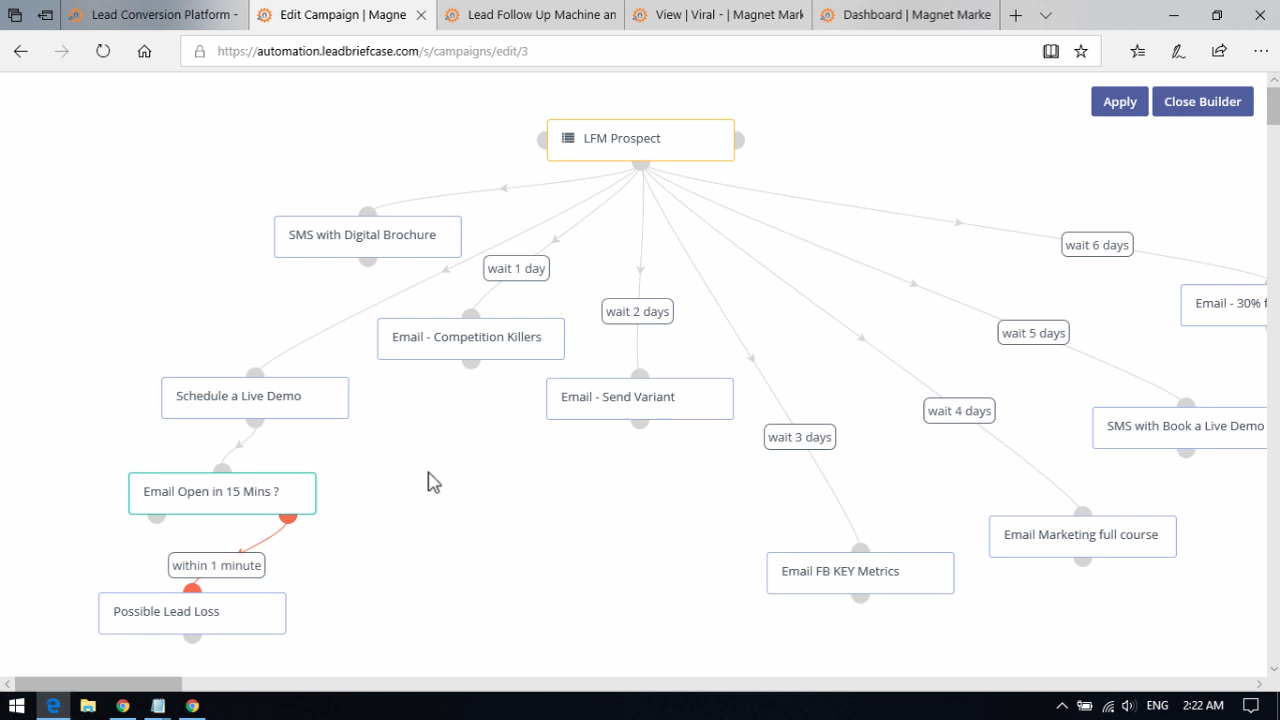 Lead Conversion Platform -
Edit Campaign | Magne
Lead Follow Up Machine an
View | Viral - | Magnet Mark
Dashboard | Magnet Marke
https://automation.leadbriefcase.com/s/campaigns/edit/3
Apply
Close Builder
LFM Prospect
SMS with Digital Brochure
wait 6 days
wait 1 day
Email - 30% f
wait 2 days
wait 5 days
Email - Competition Killers
Schedule a Live Demo
Email - Send Variant
wait 4 days
SMS with Book a Live Demo
wait 3 days
Email Open in 15 Mins ?
Email Marketing full course
within 1 minute
Email FB KEY Metrics
Possible Lead Loss
ENG
2:22 AM